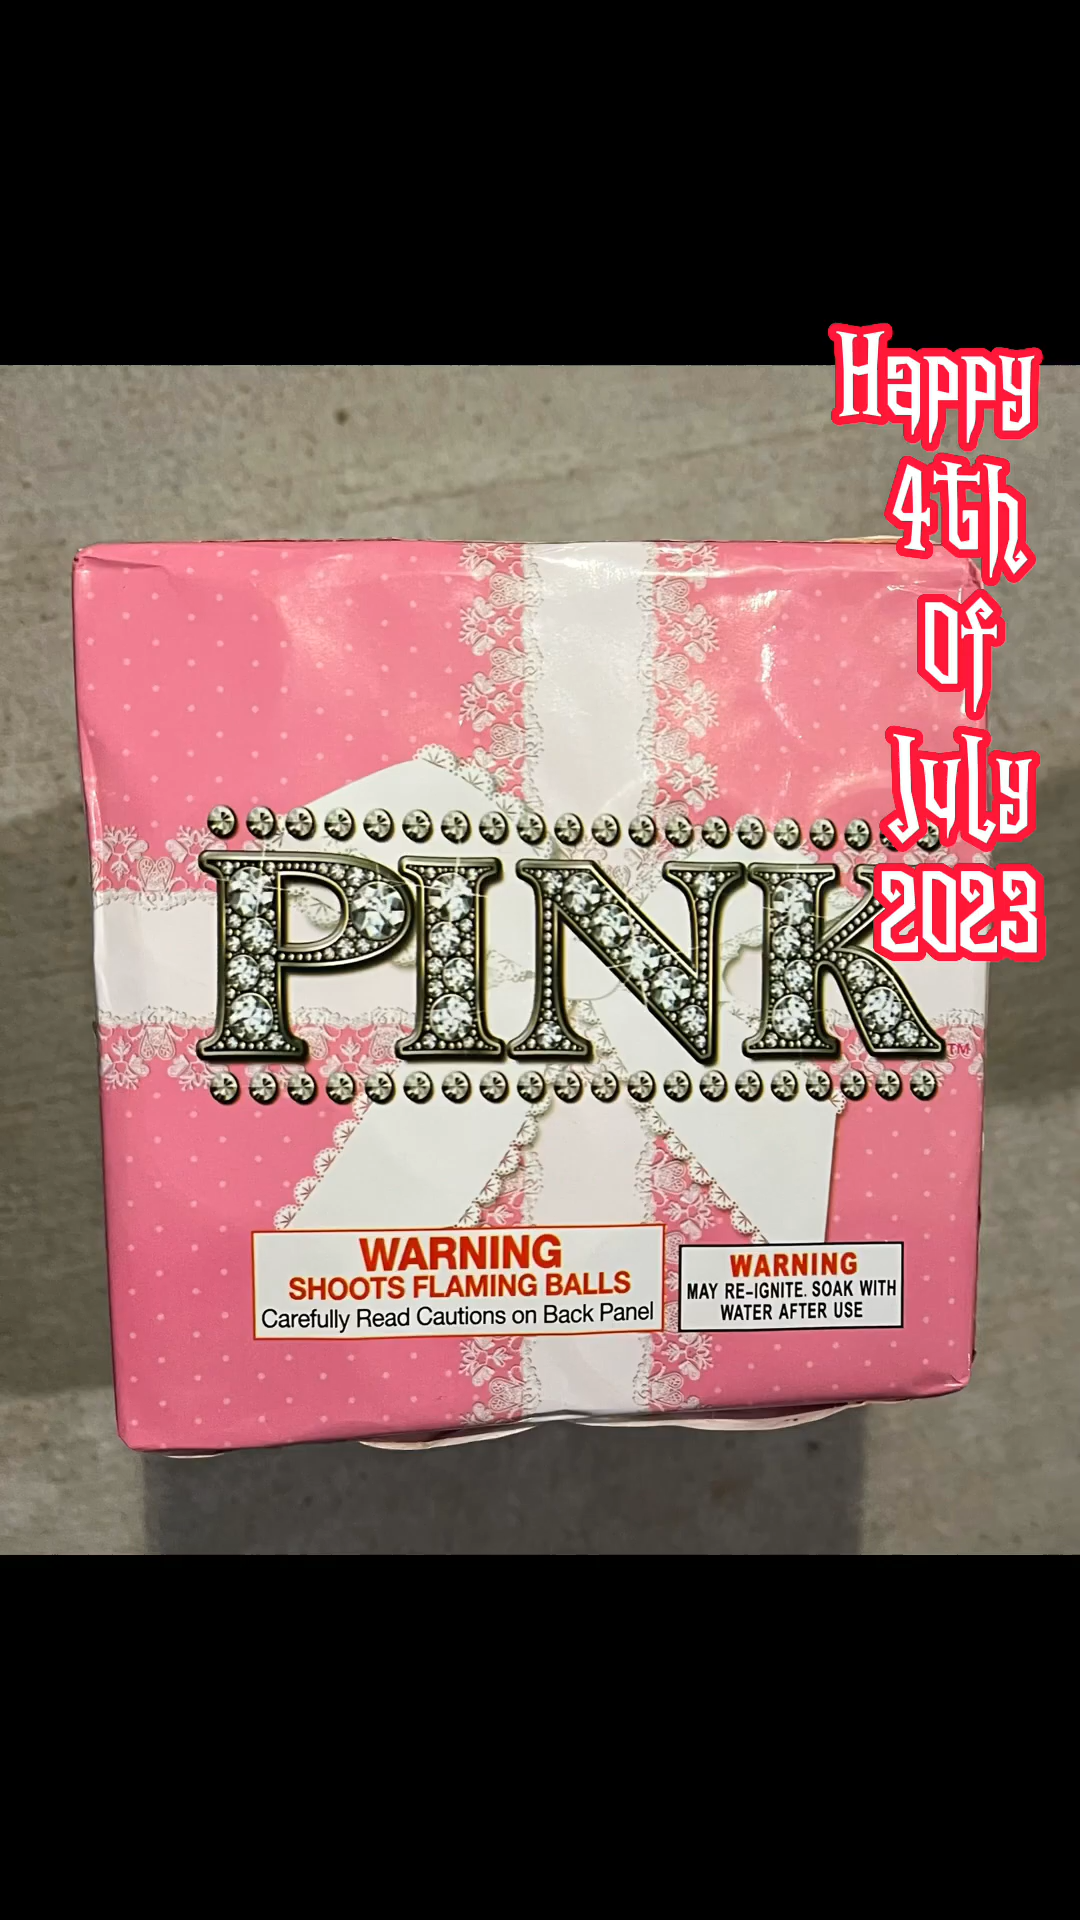 Happy
4th
Of
July
2023
PINK™
WARNING
SHOOTS FLAMING BALLS
Carefully Read Cautions on Back Panel
WARNING
MAY RE-IGNITE. SOAK WITH
WATER AFTER USE